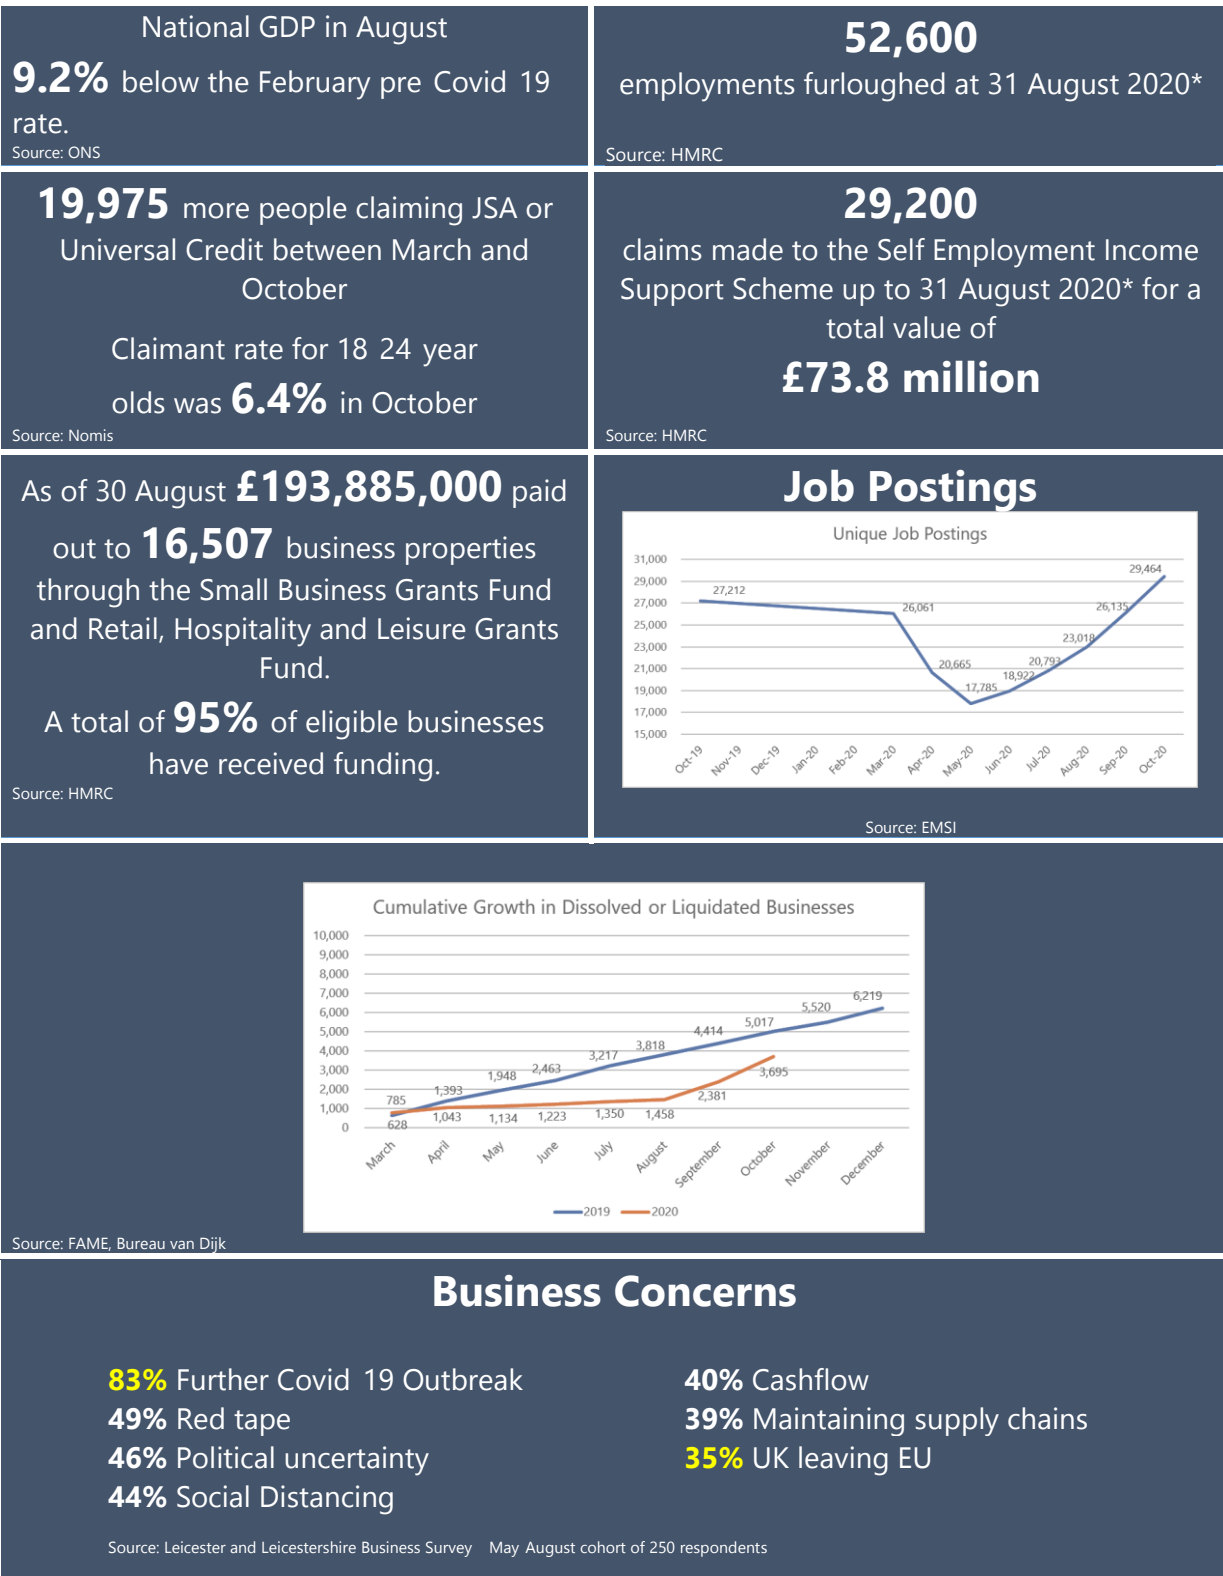 National GDP in August
9.2% below the February pre Covid 19
rate.
Source: ONS
52,600
employments furloughed at 31 August 2020*
Source: HMRC
19,975 more people claiming JSA or
Universal Credit between March and
October
Claimant rate for 18 24 year
olds was 6.4% in October
Source: Nomis
29,200
claims made to the Self Employment Income
Support Scheme up to 31 August 2020* for a
total value of
£73.8 million
Source: HMRC
As of 30 August £193,885,000 paid
out to 16,507 business properties
through the Small Business Grants Fund
and Retail, Hospitality and Leisure Grants
Fund.
A total of 95% of eligible businesses
have received funding.
Source: HMRC
Job Postings
Unique Job Postings
31,000
29,000
27,000
25,000
23,000
21,000
19,000
17,000
15,000
27,212
26,061
20,665
17,785
18,922
20,793
23,018
26,135
29,464
Oct-19
Nov-19
Dec-19
Jan-20
Feb-20
Mar-20
Apr-20
May-20
Jun-20
Jul-20
Aug-20
Sep-20
Oct-20
Source: EMSI
Cumulative Growth in Dissolved or Liquidated Businesses
10,000
9,000
8,000
7,000
6,000
5,000
4,000
3,000
2,000
1,000
0
785
1,393
1,948
2,463
3,217
3,818
4,414
5,017
5,520
6,219
628
1,043
1,134
1,223
1,350
1,458
2,381
3,695
March
April
May
June
July
August
September
October
November
December
2019
2020
Source: FAME, Bureau van Dijk
Business Concerns
83% Further Covid 19 Outbreak
49% Red tape
46% Political uncertainty
44% Social Distancing
40% Cashflow
39% Maintaining supply chains
35% UK leaving EU
Source: Leicester and Leicestershire Business Survey May August cohort of 250 respondents